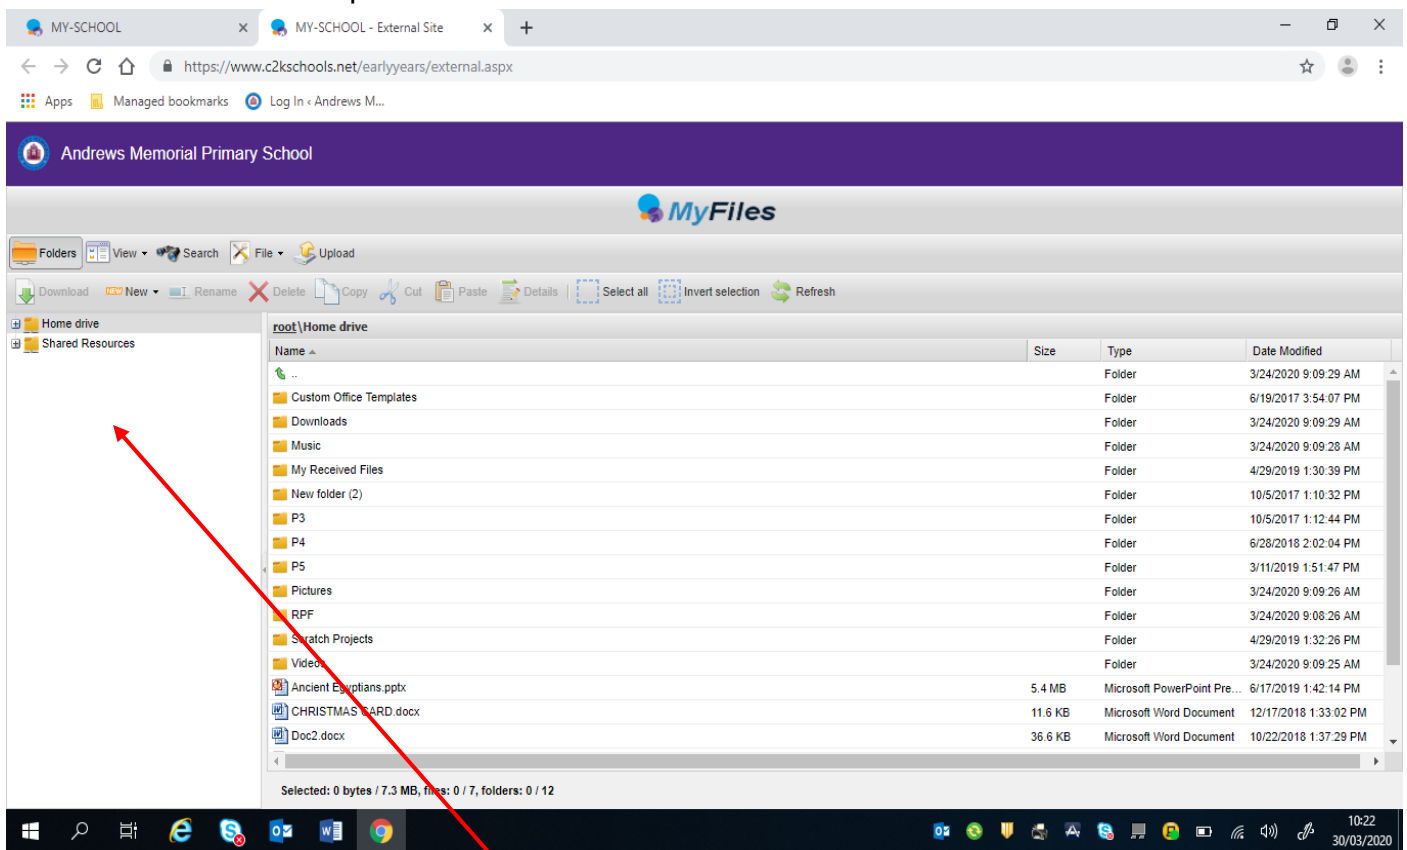 MY-SCHOOL MY-SCHOOL - External Site
https://www.c2kschools.net/earlyyears/external.aspx
Apps Managed bookmarks Log In ‹ Andrews M...
Andrews Memorial Primary School
MyFiles
Folders View Search File Upload
Download New Rename Delete Copy Cut Paste Details Select all Invert selection Refresh
Home drive
Shared Resources
root\Home drive
Name Size Type Date Modified
.. Folder 3/24/2020 9:09:29 AM
Custom Office Templates Folder 6/19/2017 3:54:07 PM
Downloads Folder 3/24/2020 9:09:29 AM
Music Folder 3/24/2020 9:09:28 AM
My Received Files Folder 4/29/2019 1:30:39 PM
New folder (2) Folder 10/5/2017 1:10:32 PM
P3 Folder 10/5/2017 1:12:44 PM
P4 Folder 6/28/2018 2:02:04 PM
P5 Folder 3/11/2019 1:51:47 PM
Pictures Folder 3/24/2020 9:09:26 AM
RPF Folder 3/24/2020 9:08:26 AM
Scratch Projects Folder 4/29/2019 1:32:26 PM
Videos Folder 3/24/2020 9:09:25 AM
Ancient Egyptians.pptx 5.4 MB Microsoft PowerPoint Pre... 6/17/2019 1:42:14 PM
CHRISTMAS CARD.docx 11.6 KB Microsoft Word Document 12/17/2018 1:33:02 PM
Doc2.docx 36.6 KB Microsoft Word Document 10/22/2018 1:37:29 PM
Selected: 0 bytes / 7.3 MB, files: 0 / 7, folders: 0 / 12
10:22
30/03/2020